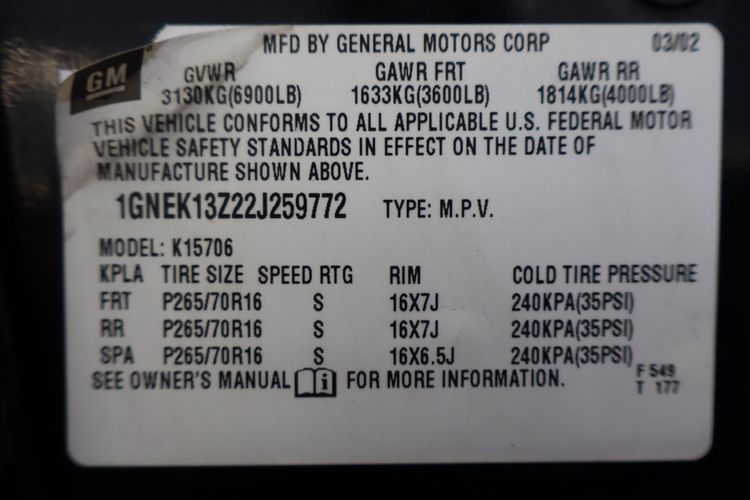 MFD BY GENERAL MOTORS CORP 03/02
GM
GVWR GAWR FRT GAWR RR
3130KG(6900LB) 1633KG(3600LB) 1814KG(4000LB)
THIS VEHICLE CONFORMS TO ALL APPLICABLE U.S. FEDERAL MOTOR
VEHICLE SAFETY STANDARDS IN EFFECT ON THE DATE OF
MANUFACTURE SHOWN ABOVE.
1GNEK13Z22J259772 TYPE: M.P.V.
MODEL: K15706
KPLA TIRE SIZE SPEED RTG RIM COLD TIRE PRESSURE
FRT P265/70R16 S 16X7J 240KPA(35PSI)
RR P265/70R16 S 16X7J 240KPA(35PSI)
SPA P265/70R16 S 16X6.5J 240KPA(35PSI)
SEE OWNER'S MANUAL i FOR MORE INFORMATION.
F 549
T 177